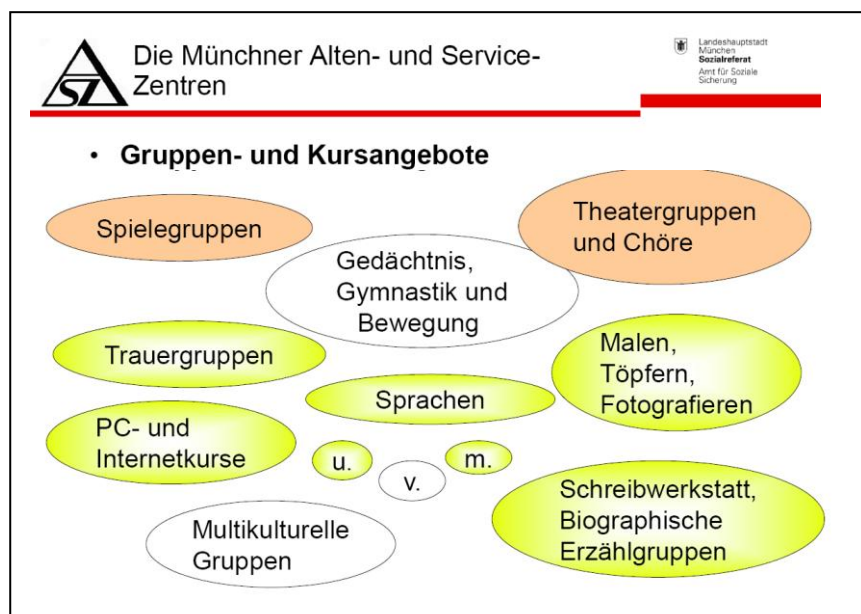 ASZ
Die Münchner Alten- und Service-
Zentren
Landeshauptstadt
München
Sozialreferat
Amt für Soziale
Sicherung
• Gruppen- und Kursangebote
Spielegruppen
Theatergruppen
und Chöre
Gedächtnis,
Gymnastik und
Bewegung
Trauergruppen
Malen,
Töpfern,
Fotografieren
Sprachen
PC- und
Internetkurse
u.
v.
m.
Multikulturelle
Gruppen
Schreibwerkstatt,
Biographische
Erzählgruppen